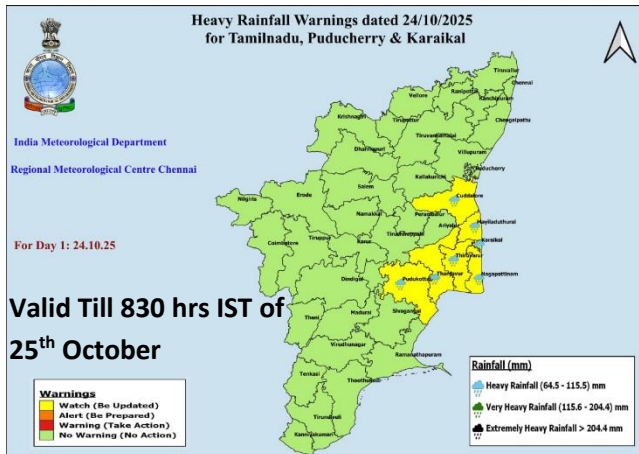 Heavy Rainfall Warnings dated 24/10/2025
for Tamilnadu, Puducherry & Karaikal
India Meteorological Department
Regional Meteorological Centre Chennai
For Day 1: 24.10.25
Valid Till 830 hrs IST of
25th October
Tiruvallur
Chennai
Ranipet
Vellore
Kanchipuram
Chengalpattu
Krishnagiri
Tirupattur
Tiruvannamalai
Dharmapuri
Villupuram
Puducherry
Kallakurichi
Salem
Cuddalore
Nilgiris
Erode
Namakkal
Perambalur
Ariyalur
Mayiladuthurai
Karaikal
Coimbatore
Tiruppur
Karur
Tiruchirappalli
Thiruvarur
Nagapattinam
Thanjavur
Pudukottai
Dindigul
Theni
Madurai
Sivagangai
Virudhunagar
Ramanathapuram
Tenkasi
Thoothukudi
Tirunelveli
Kanniyakumari
Warnings
Watch (Be Updated)
Alert (Be Prepared)
Warning (Take Action)
No Warning (No Action)
Rainfall (mm)
Heavy Rainfall (64.5 - 115.5) mm
Very Heavy Rainfall (115.6 - 204.4) mm
Extremely Heavy Rainfall > 204.4 mm